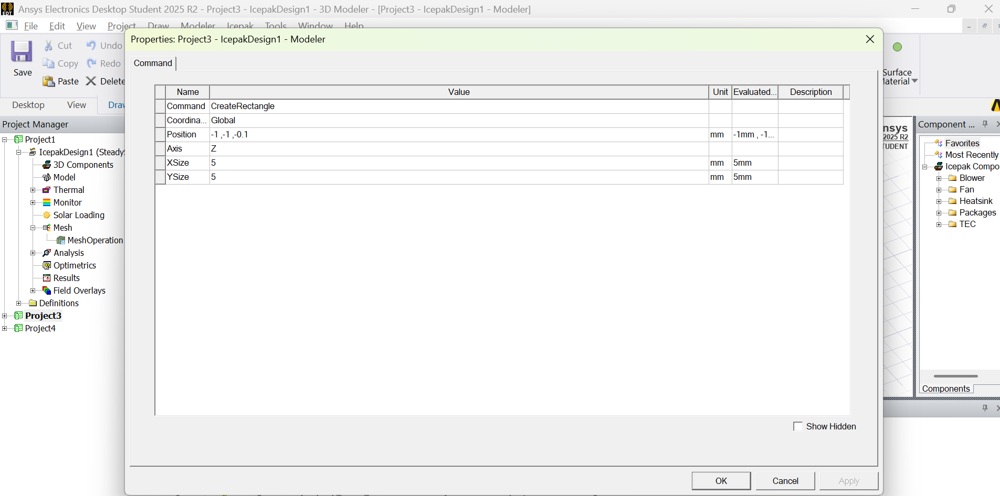 Ansys Electronics Desktop Student 2025 R2 - Project3 - IcepakDesign1 - 3D Modeler - [Project3 - IcepakDesign1 - Modeler]
File Edit View Project Draw Modeler Icepak Tools Window Help
Properties: Project3 - IcepakDesign1 - Modeler
Save
Cut
Undo
Copy
Redo
Paste
Delete
Surface
Desktop
View
Command
Name Value Unit Evaluated... Description
Command CreateRectangle
Coordina... Global
Position -1 ,-1 ,-0.1 mm -1mm , -1...
Axis Z
XSize 5 mm 5mm
YSize 5 mm 5mm
Show Hidden
OK
Cancel
Apply
Project Manager
Project1
IcepakDesign1 (Steady
3D Components
Model
Thermal
Monitor
Solar Loading
Mesh
MeshOperation
Analysis
Optimetrics
Results
Field Overlays
Definitions
Project3
Project4
2025 R2
Component ...
Favorites
Most Recently
Icepak Compo
Blower
Fan
Heatsink
Packages
TEC
Components